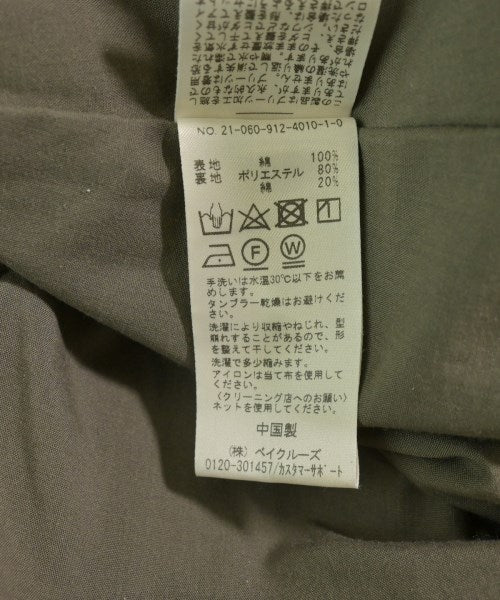 NO. 21-060-912-4010-1-0
表地 綿 100%
裏地 ポリエステル 80%
綿 20%
F W
手洗いは水温30℃以下をお薦
めします。
タンブラー乾燥はお避けくださ
い。
洗濯により収縮やねじれ、型
崩れすることがあるので、形
を整えて干してください。
洗濯で多少縮みます。
アイロンは当て布を使用して
ください。
〈クリーニング店へのお願い〉
ネットを使用してください。
中国製
(株) ベイクルーズ
0120-301457/カスタマーサポート